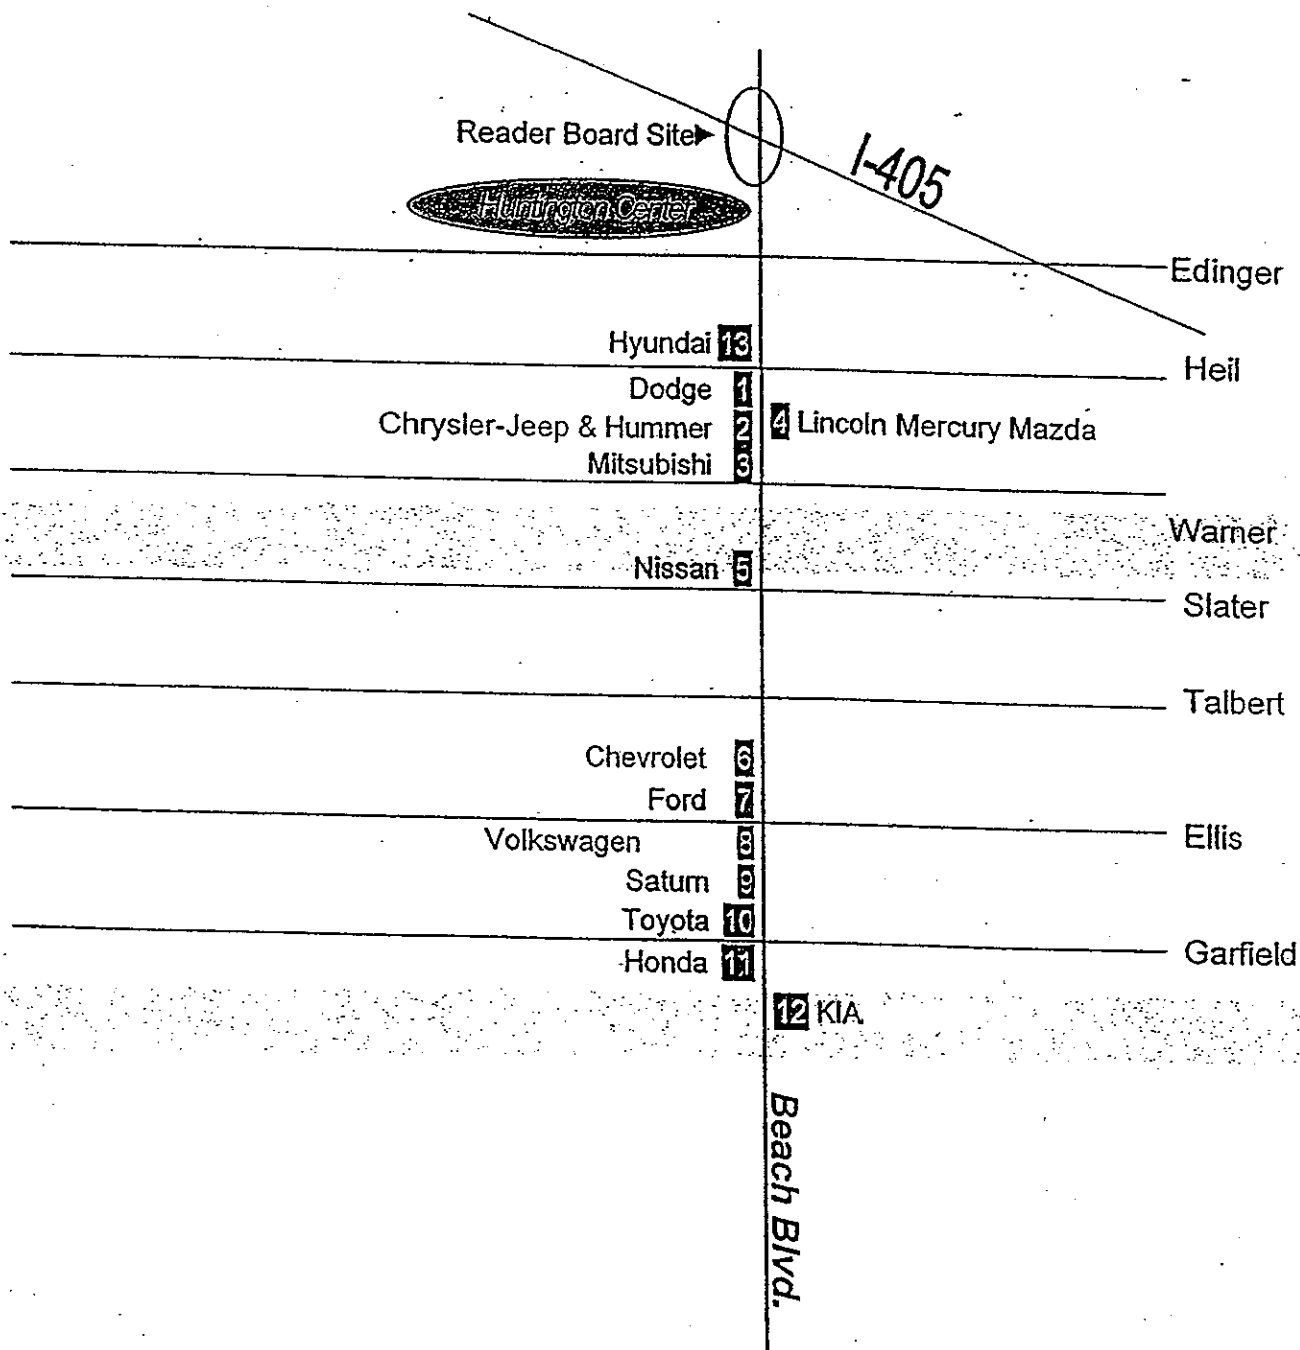 Reader Board Site
I-405
Huntington Center
Edinger
Hyundai 13
Heil
Dodge 1
Chrysler-Jeep & Hummer 2
4 Lincoln Mercury Mazda
Mitsubishi 3
Warner
Nissan 5
Slater
Talbert
Chevrolet 6
Ford 7
Ellis
Volkswagen 8
Saturn 9
Toyota 10
Garfield
Honda 11
12 KIA
Beach Blvd.